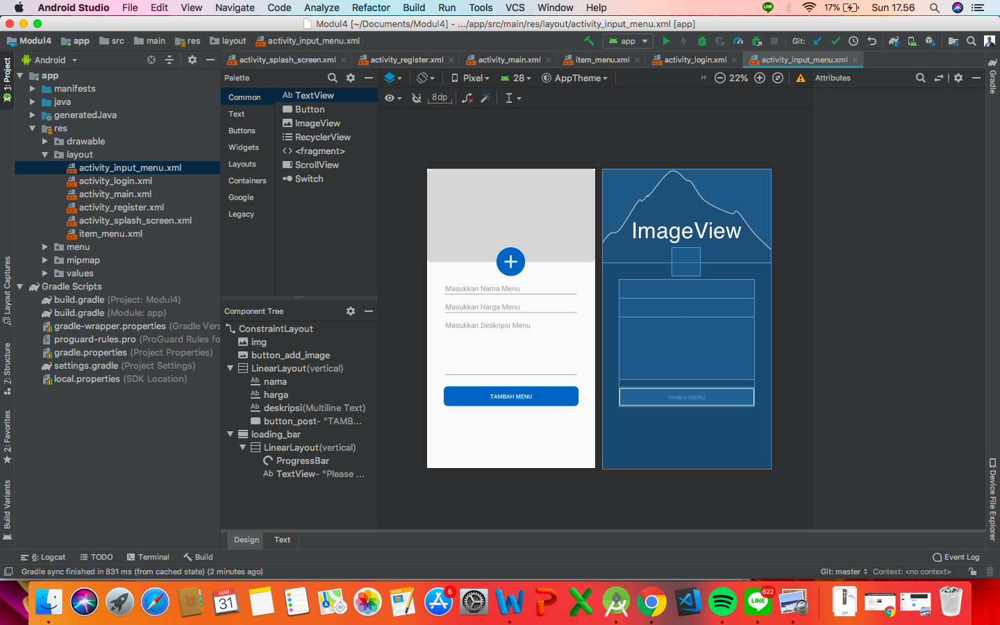 Android Studio File Edit View Navigate Code Analyze Refactor Build Run Tools VCS Window Help 17% Sun 17.56
Modul4 [~/Documents/Modul4] - .../app/src/main/res/layout/activity_input_menu.xml [app]
Modul4 app src main res layout activity_input_menu.xml app Git:
Android
activity_splash_screen.xml activity_register.xml activity_main.xml item_menu.xml activity_login.xml activity_input_menu.xml
1: Project
Layout Captures
7: Structure
2: Favorites
Build Variants
app
manifests
java
generatedJava
res
drawable
layout
activity_input_menu.xml
activity_login.xml
activity_main.xml
activity_register.xml
activity_splash_screen.xml
item_menu.xml
menu
mipmap
values
Gradle Scripts
build.gradle (Project: Modul4)
build.gradle (Module: app)
gradle-wrapper.properties (Gradle Vers
proguard-rules.pro (ProGuard Rules fo
gradle.properties (Project Properties)
settings.gradle (Project Settings)
local.properties (SDK Location)
Palette
Common
Text
Buttons
Widgets
Layouts
Containers
Google
Legacy
Ab TextView
Button
ImageView
RecyclerView
<fragment>
ScrollView
Switch
Component Tree
ConstraintLayout
img
button_add_image
LinearLayout(vertical)
Ab nama
Ab harga
Ab deskripsi(Multiline Text)
button_post- "TAMB...
loading_bar
LinearLayout(vertical)
ProgressBar
Ab TextView- "Please ...
Pixel 28 AppTheme 22%
8dp
Masukkan Nama Menu
Masukkan Harga Menu
Masukkan Deskripsi Menu
TAMBAH MENU
ImageView
TAMBAH MENU
Attributes
Gradle
Device File Explorer
Design Text
6: Logcat TODO Terminal Build Event Log
Gradle sync finished in 831 ms (from cached state) (2 minutes ago) Git: master Context: <no context>
MAR
31
5
622
LINE
ZIP